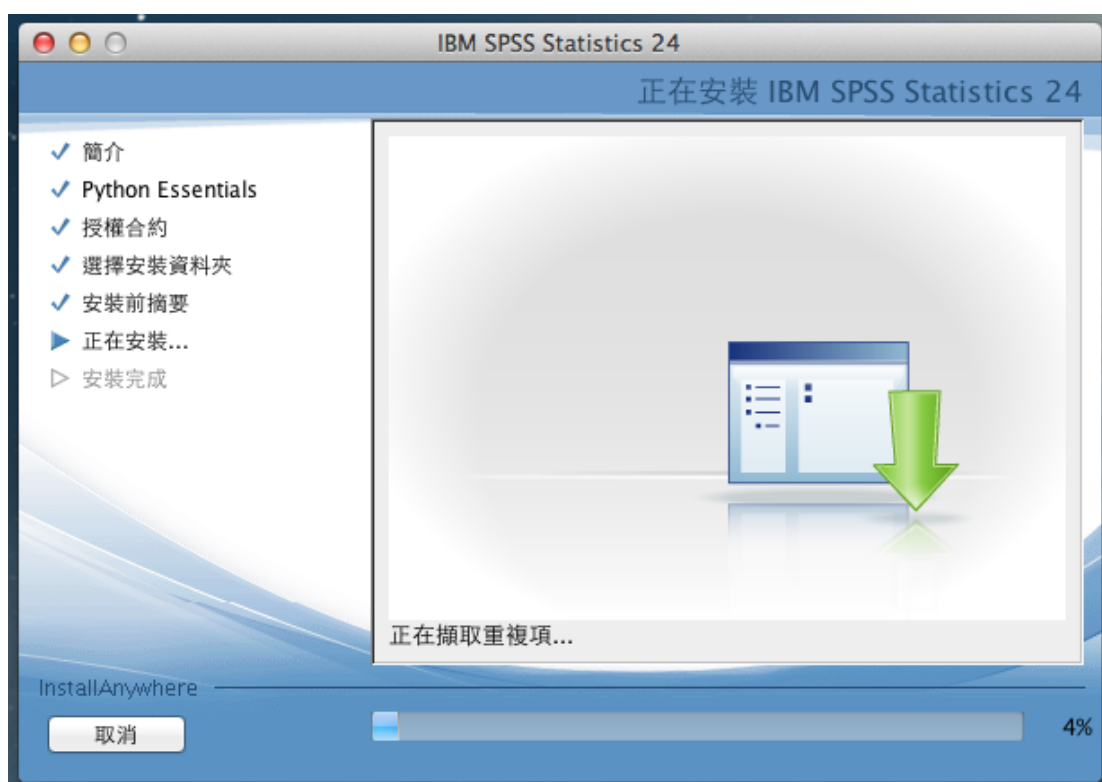 IBM SPSS Statistics 24
正在安裝 IBM SPSS Statistics 24
簡介
Python Essentials
授權合約
選擇安裝資料夾
安裝前摘要
正在安裝...
安裝完成
正在擷取重複項...
InstallAnywhere
取消
4%